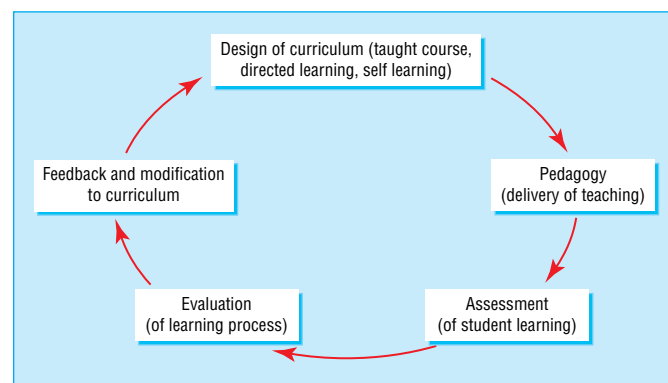 Design of curriculum (taught course,
directed learning, self learning)
Pedagogy
(delivery of teaching)
Assessment
(of student learning)
Evaluation
(of learning process)
Feedback and modification
to curriculum